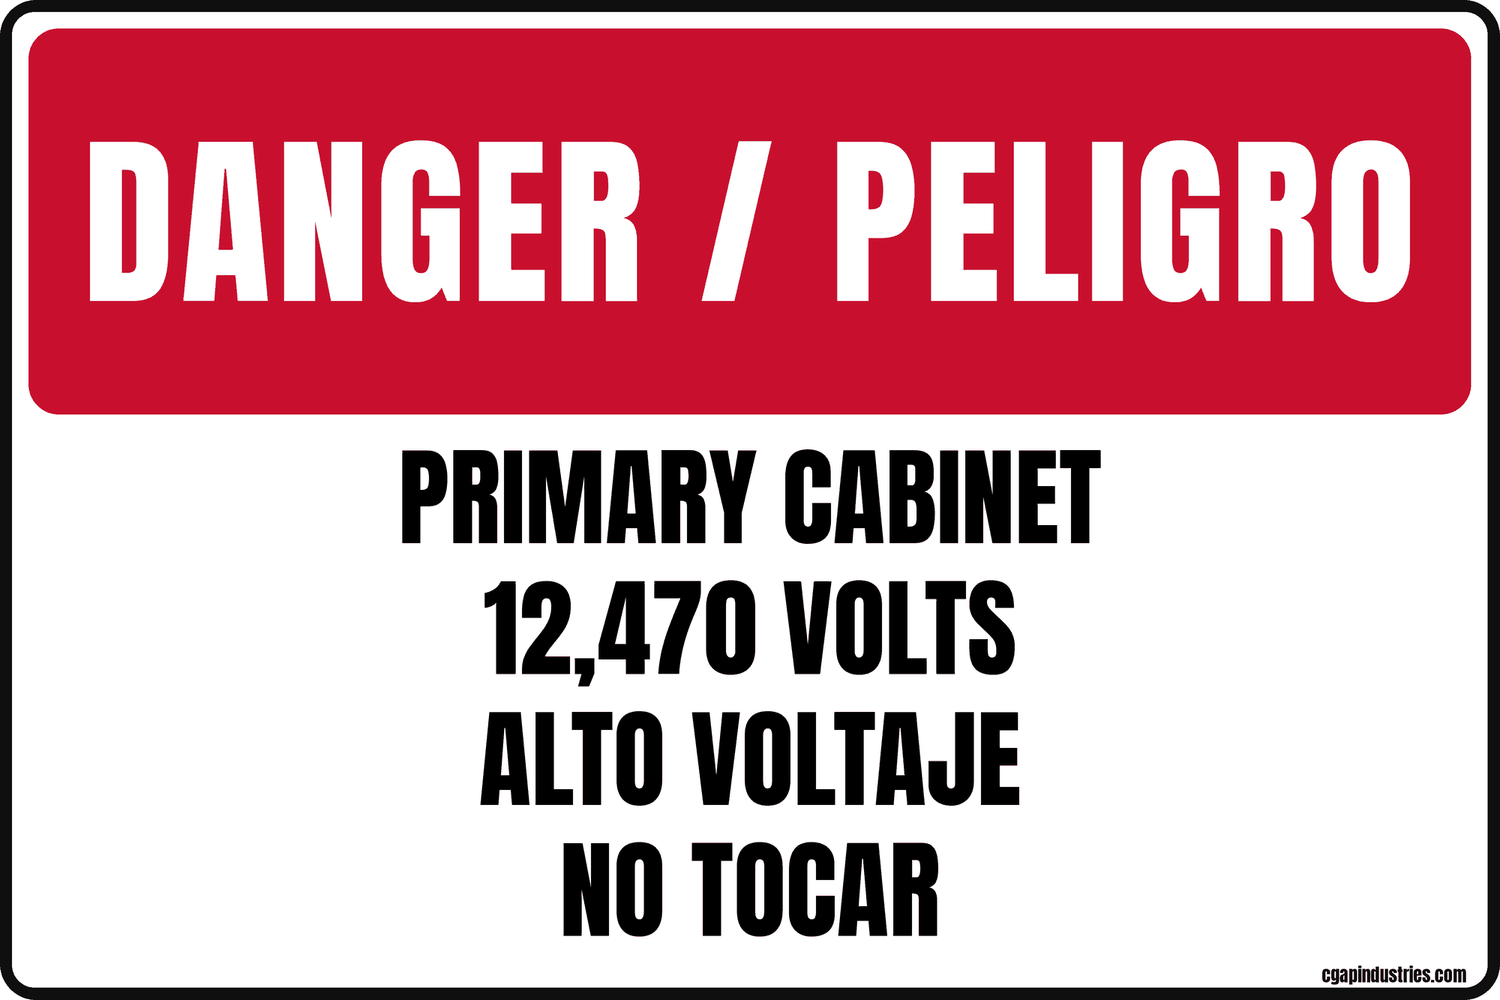 DANGER / PELIGRO
PRIMARY CABINET
12,470 VOLTS
ALTO VOLTAJE
NO TOCAR
cgapindustries.com